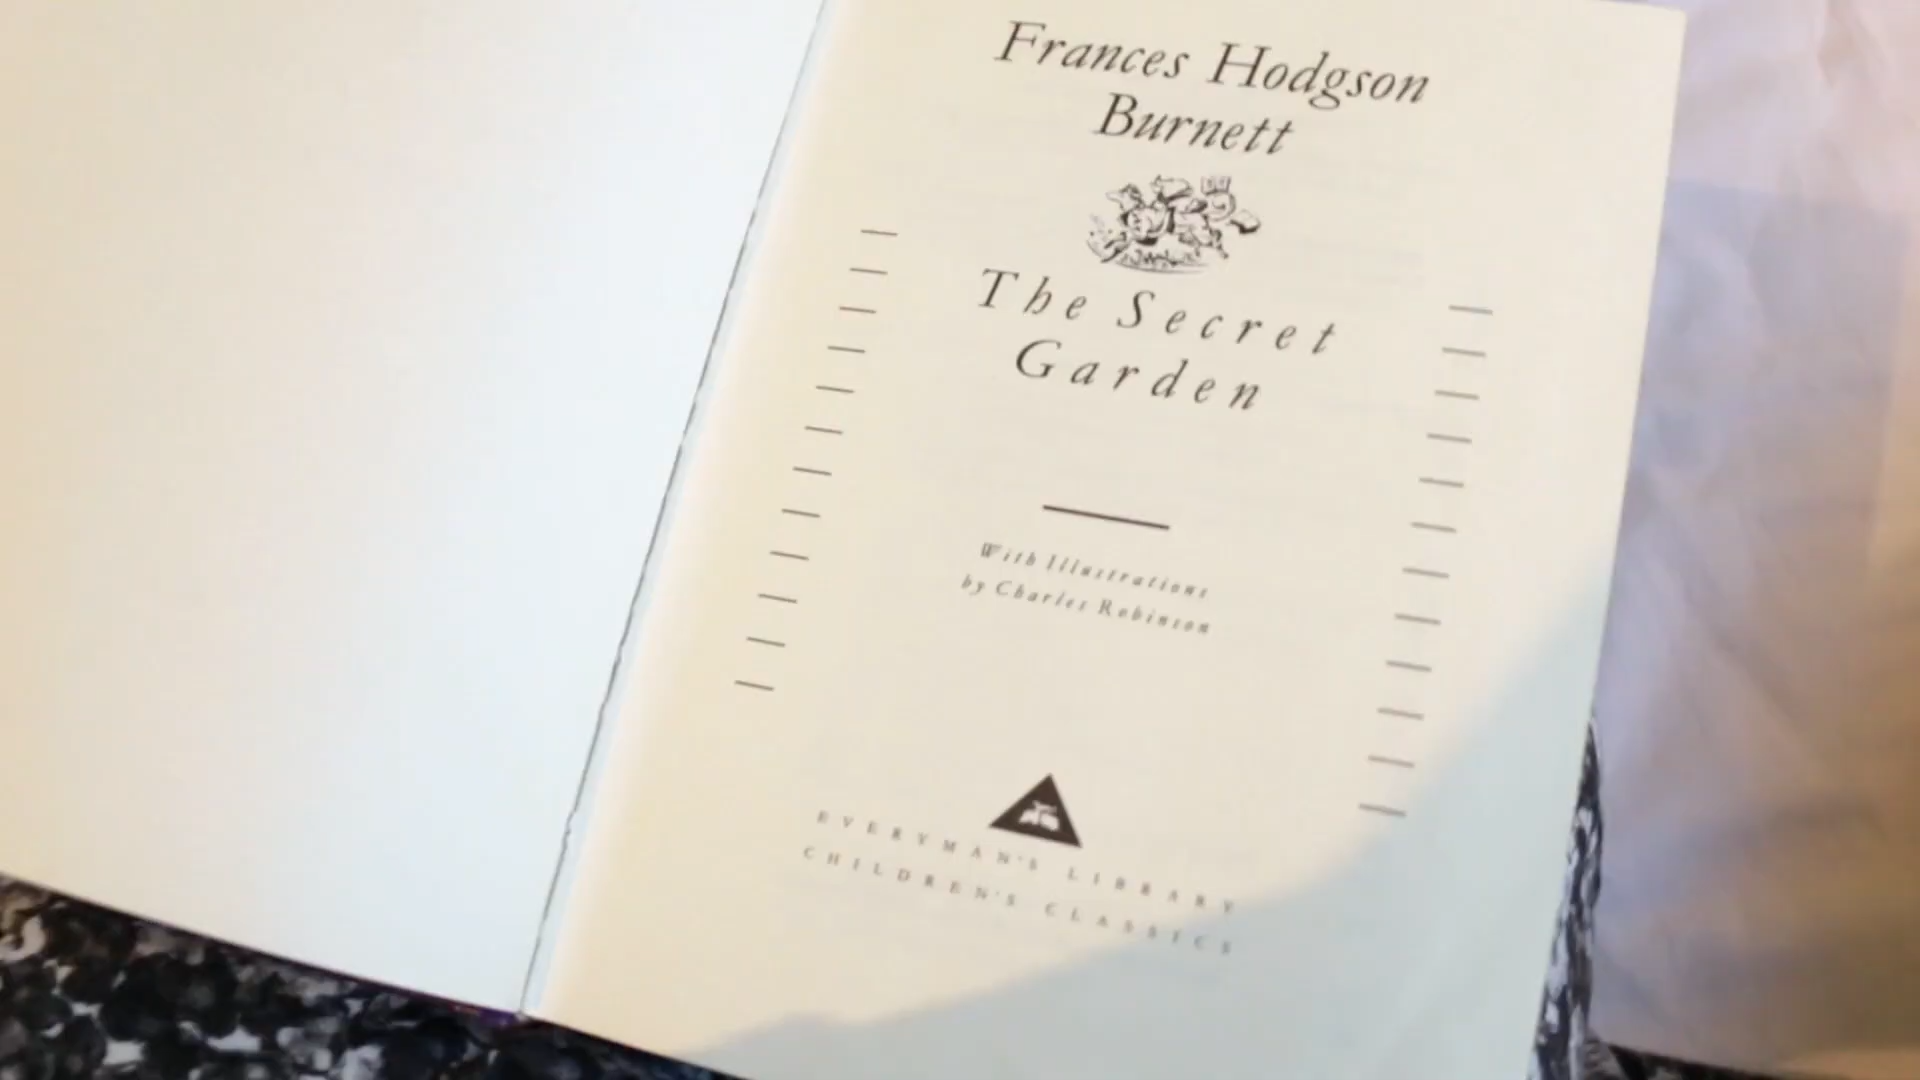 Frances Hodgson
Burnett
The Secret
Garden
With Illustrations
by Charles Robinson
EVERYMAN'S LIBRARY
CHILDREN'S CLASSICS